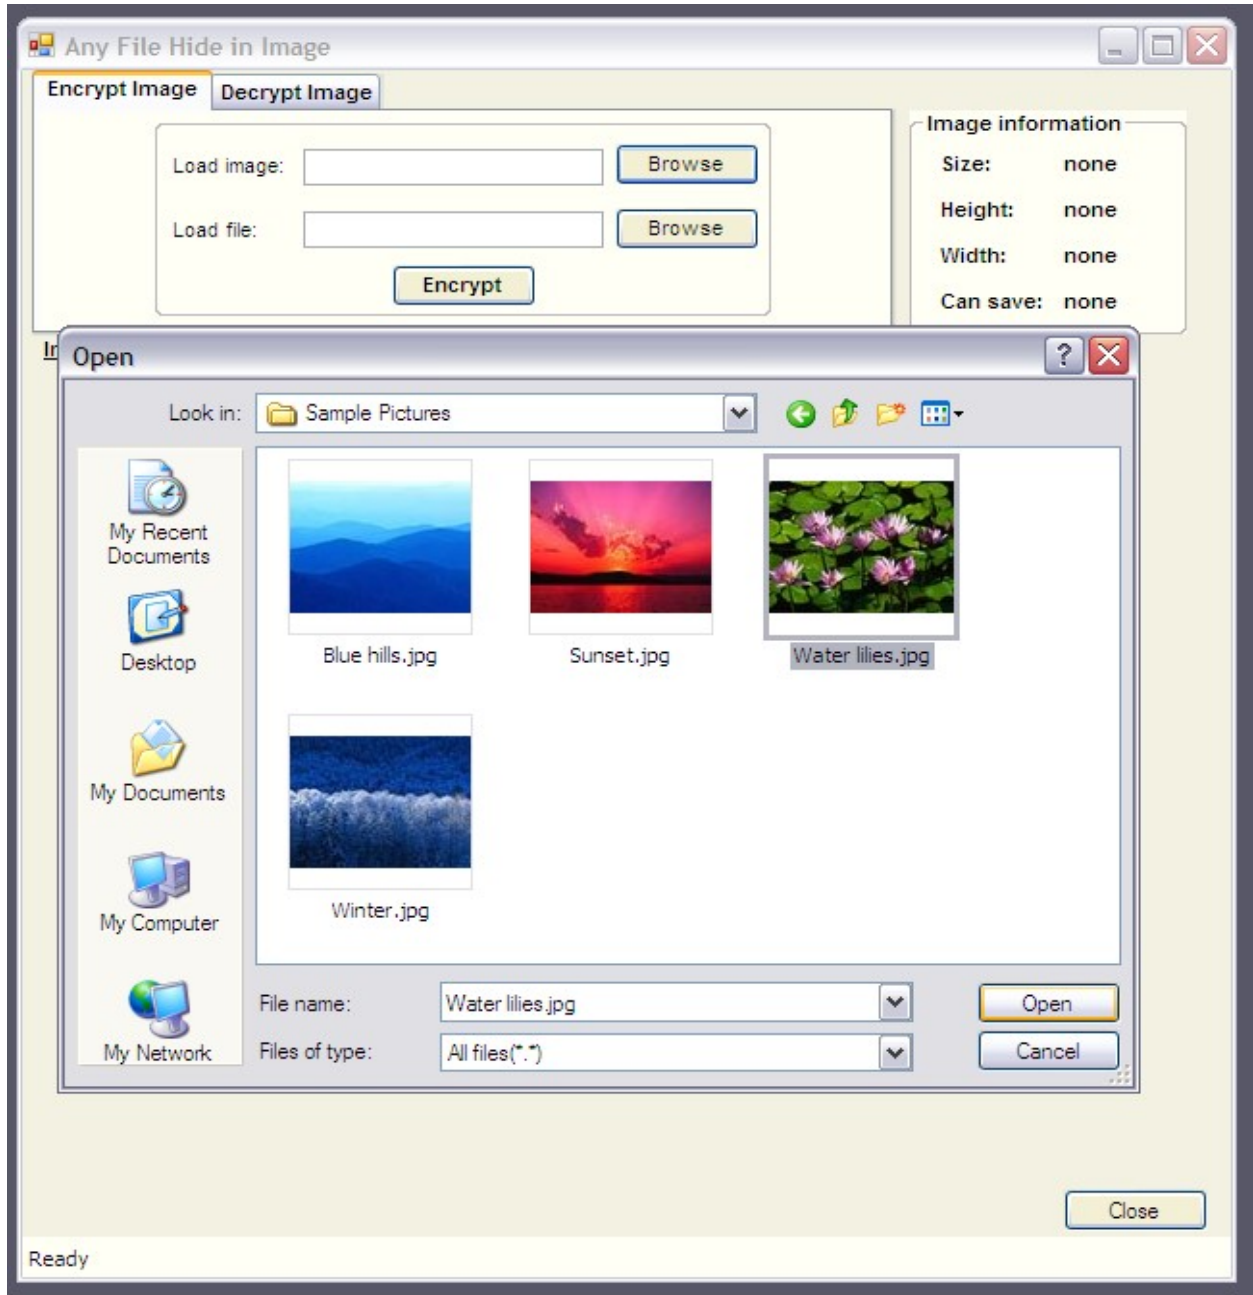 Any File Hide in Image
Encrypt Image Decrypt Image
Load image: Browse
Load file: Browse
Encrypt
Image information
Size: none
Height: none
Width: none
Can save: none
Open
Look in: Sample Pictures
My Recent
Documents
Desktop
My Documents
My Computer
My Network
Blue hills.jpg Sunset.jpg Water lilies.jpg
Winter.jpg
File name: Water lilies.jpg Open
Files of type: All files(*.*) Cancel
Close
Ready